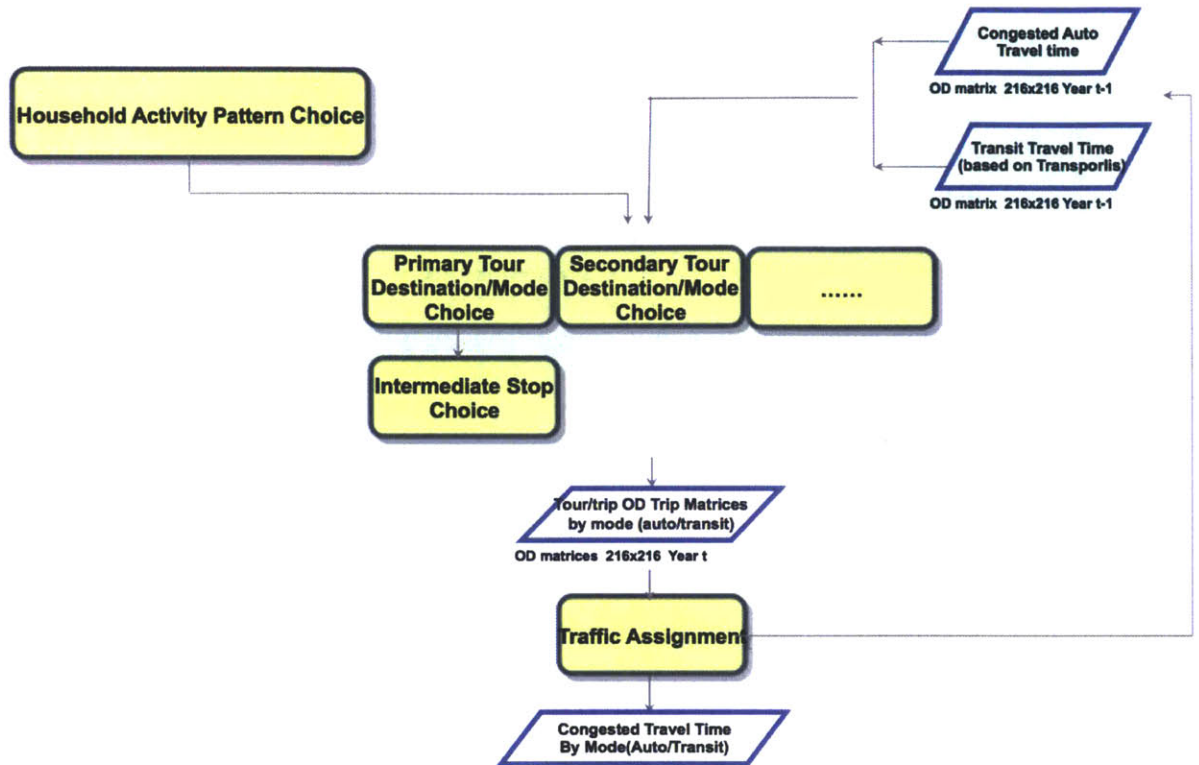 Congested Auto
Travel time
OD matrix 216x216 Year t-1
Household Activity Pattern Choice
Transit Travel Time
(based on Transporlis)
OD matrix 216x216 Year t-1
Primary Tour
Destination/Mode
Choice
Secondary Tour
Destination/Mode
Choice
......
Intermediate Stop
Choice
Tour/trip OD Trip Matrices
by mode (auto/transit)
OD matrices 216x216 Year t
Traffic Assignment
Congested Travel Time
By Mode(Auto/Transit)